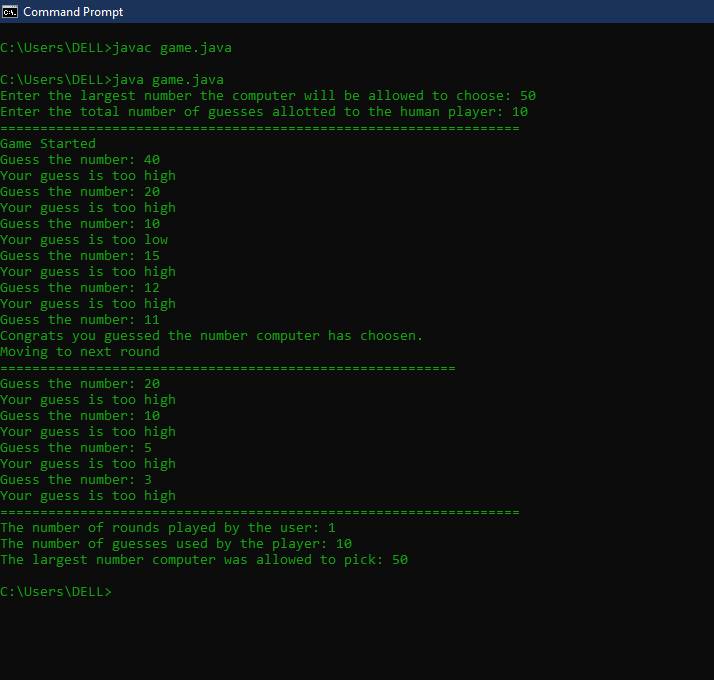 Command Prompt
C:\Users\DELL>javac game.java
C:\Users\DELL>java game.java
Enter the largest number the computer will be allowed to choose: 50
Enter the total number of guesses allotted to the human player: 10
=================================================================
Game Started
Guess the number: 40
Your guess is too high
Guess the number: 20
Your guess is too high
Guess the number: 10
Your guess is too low
Guess the number: 15
Your guess is too high
Guess the number: 12
Your guess is too high
Guess the number: 11
Congrats you guessed the number computer has choosen.
Moving to next round
=========================================================
Guess the number: 20
Your guess is too high
Guess the number: 10
Your guess is too high
Guess the number: 5
Your guess is too high
Guess the number: 3
Your guess is too high
=================================================================
The number of rounds played by the user: 1
The number of guesses used by the player: 10
The largest number computer was allowed to pick: 50
C:\Users\DELL>